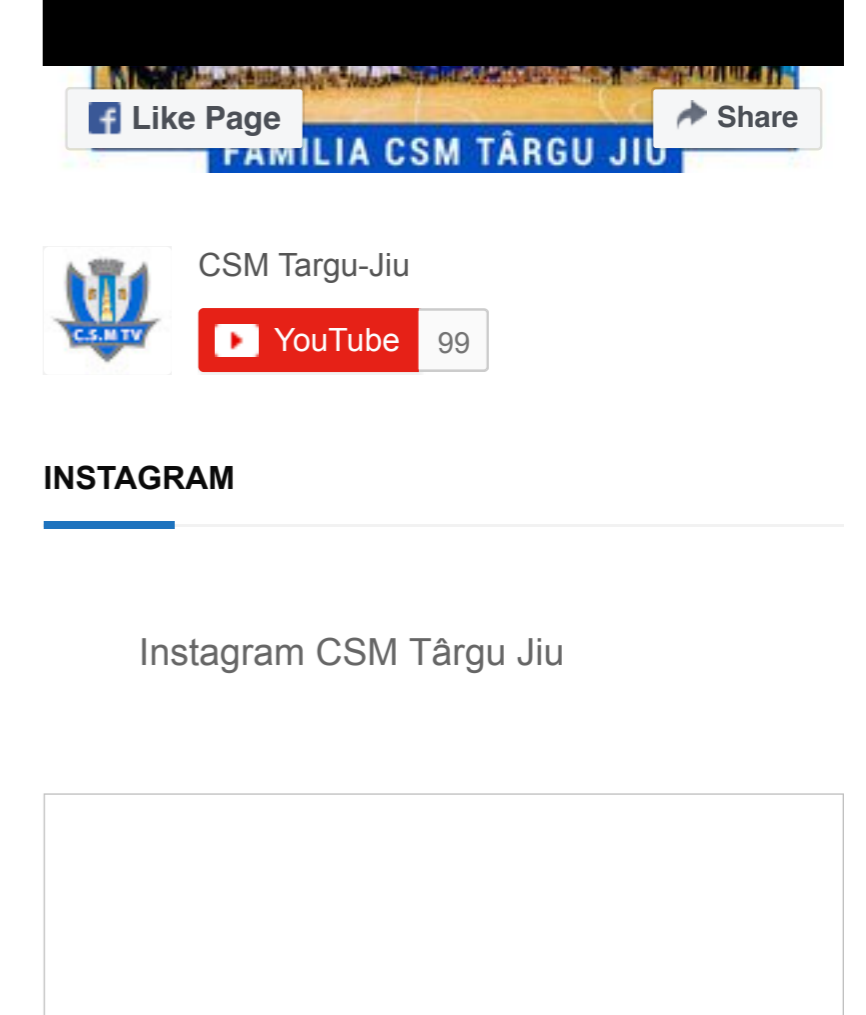 Like Page
Share
FAMILIA CSM TÂRGU JIU
CSM Targu-Jiu
C.S.M TV
YouTube 99
INSTAGRAM
Instagram CSM Târgu Jiu